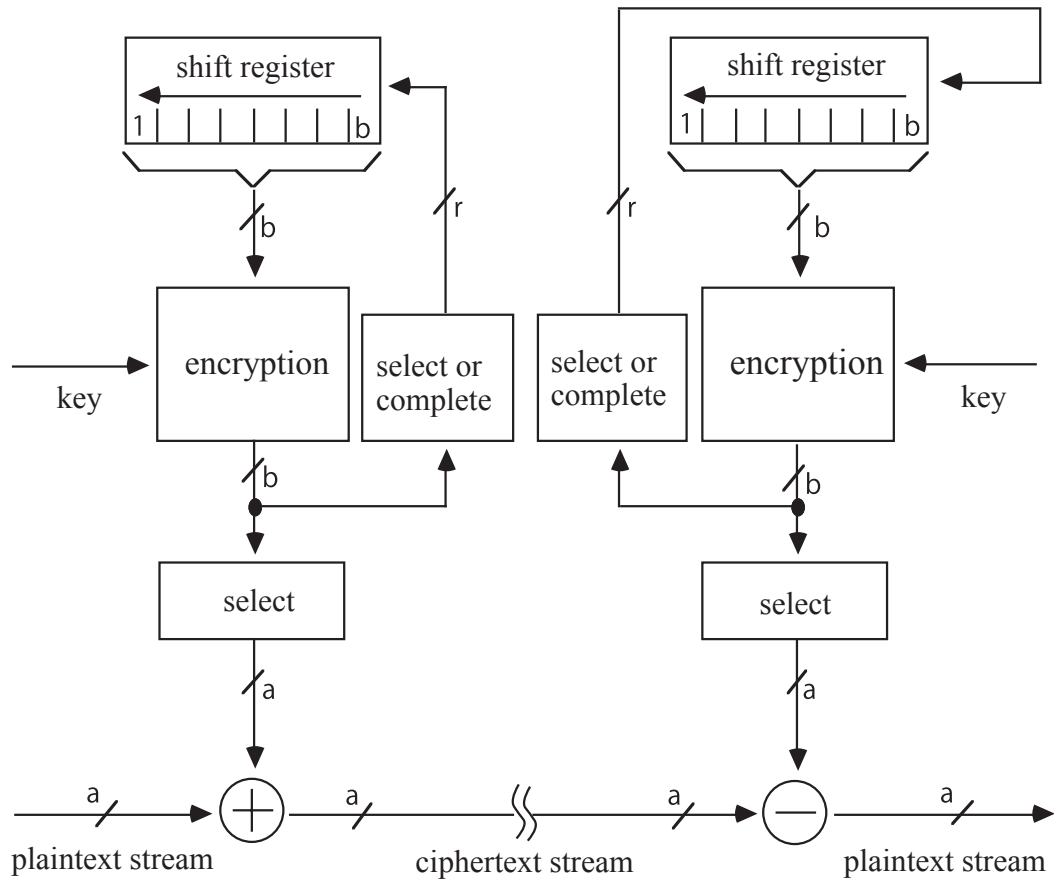 shift register
1
b
b
r
encryption
key
select or
complete
b
select
a
a
plaintext stream
a
ciphertext stream
shift register
1
b
r
b
select or
complete
encryption
key
b
select
a
a
a
plaintext stream